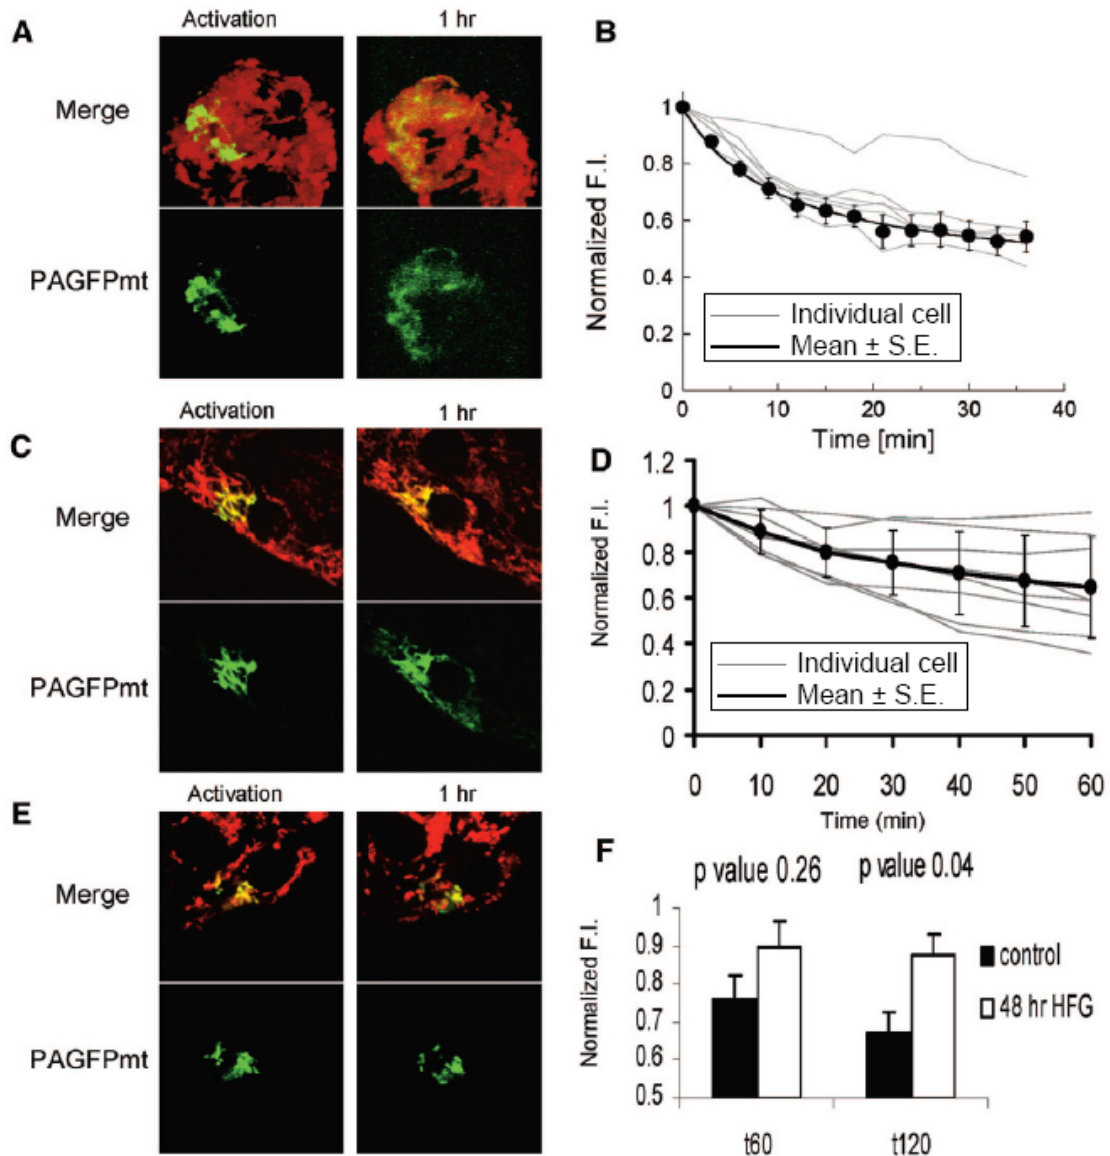 A
Activation
1 hr
Merge
PAGFPmt
B
Normalized F.I.
1
0.8
0.6
0.4
0.2
0
Individual cell
Mean ± S.E.
0
10
20
30
40
Time [min]
C
Activation
1 hr
Merge
PAGFPmt
D
Normalized F.I.
1.2
1
0.8
0.6
0.4
0.2
0
Individual cell
Mean ± S.E.
0
10
20
30
40
50
60
Time (min)
E
Activation
1 hr
Merge
PAGFPmt
F
p value 0.26
p value 0.04
Normalized F.I.
1
0.9
0.8
0.7
0.6
0.5
control
48 hr HFG
t60
t120